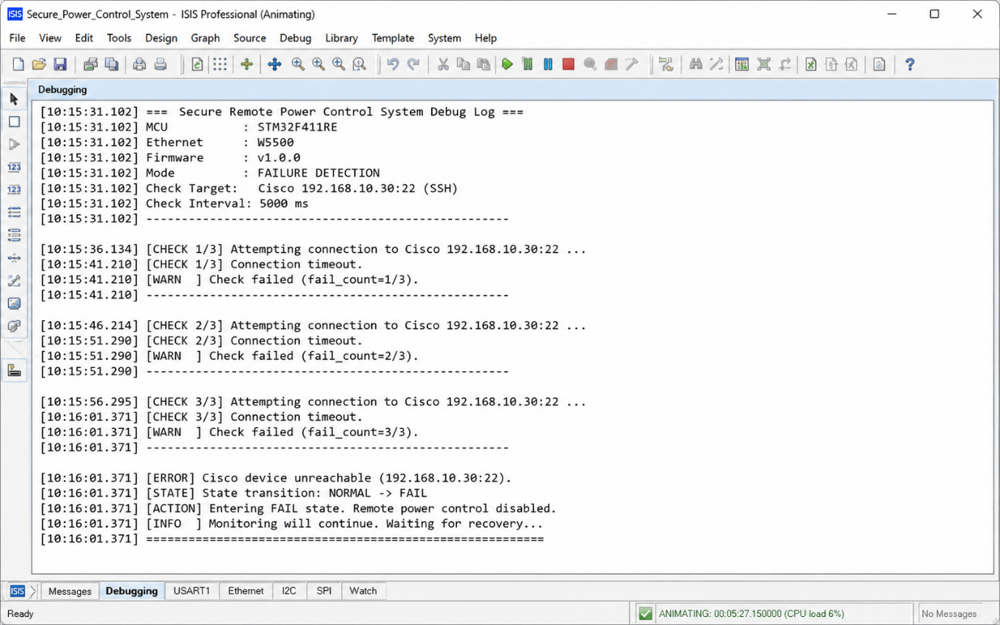 ISIS Secure_Power_Control_System - ISIS Professional (Animating)
File View Edit Tools Design Graph Source Debug Library Template System Help
Debugging
[10:15:31.102] === Secure Remote Power Control System Debug Log ===
[10:15:31.102] MCU : STM32F411RE
[10:15:31.102] Ethernet : W5500
[10:15:31.102] Firmware : v1.0.0
[10:15:31.102] Mode : FAILURE DETECTION
[10:15:31.102] Check Target: Cisco 192.168.10.30:22 (SSH)
[10:15:31.102] Check Interval: 5000 ms
[10:15:31.102] ----------------------------------------------------
[10:15:36.134] [CHECK 1/3] Attempting connection to Cisco 192.168.10.30:22 ...
[10:15:41.210] [CHECK 1/3] Connection timeout.
[10:15:41.210] [WARN  ] Check failed (fail_count=1/3).
[10:15:41.210] ----------------------------------------------------
[10:15:46.214] [CHECK 2/3] Attempting connection to Cisco 192.168.10.30:22 ...
[10:15:51.290] [CHECK 2/3] Connection timeout.
[10:15:51.290] [WARN  ] Check failed (fail_count=2/3).
[10:15:51.290] ----------------------------------------------------
[10:15:56.295] [CHECK 3/3] Attempting connection to Cisco 192.168.10.30:22 ...
[10:16:01.371] [CHECK 3/3] Connection timeout.
[10:16:01.371] [WARN  ] Check failed (fail_count=3/3).
[10:16:01.371] ----------------------------------------------------
[10:16:01.371] [ERROR] Cisco device unreachable (192.168.10.30:22).
[10:16:01.371] [STATE] State transition: NORMAL -> FAIL
[10:16:01.371] [ACTION] Entering FAIL state. Remote power control disabled.
[10:16:01.371] [INFO  ] Monitoring will continue. Waiting for recovery...
[10:16:01.371] =========================================================
123
123
ISIS Messages Debugging USART1 Ethernet I2C SPI Watch
Ready ANIMATING: 00:05:27.150000 (CPU load 6%) No Messages